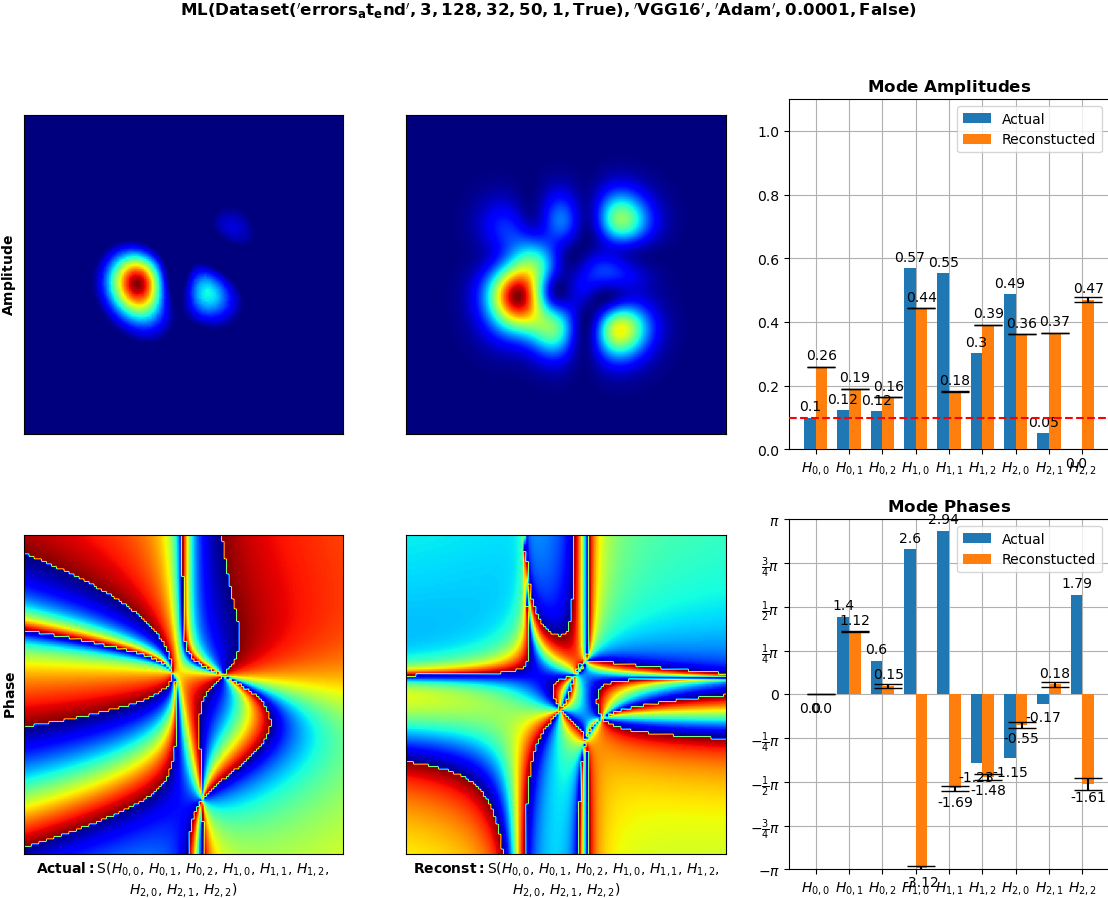 ML(Dataset('errors_at_end', 3, 128, 32, 50, 1, True), 'VGG16', 'Adam', 0.0001, False)
Amplitude
Mode Amplitudes
Actual
Reconstucted
1.0
0.8
0.6
0.4
0.2
0.0
0.1
0.26
0.12
0.19
0.12
0.16
0.57
0.44
0.55
0.18
0.3
0.39
0.49
0.36
0.05
0.37
0.0
0.47
H0,0 H0,1 H0,2 H1,0 H1,1 H1,2 H2,0 H2,1 H2,2
Phase
Mode Phases
Actual
Reconstucted
π
3/4π
1/2π
1/4π
0
−1/4π
−1/2π
−3/4π
−π
0.0
0.0
1.4
1.12
0.6
0.15
2.6
-3.12
2.94
-1.69
-1.23
-1.48
-1.15
-0.55
-0.17
0.18
1.79
-1.61
H0,0 H0,1 H0,2 H1,0 H1,1 H1,2 H2,0 H2,1 H2,2
Actual: S(H0,0, H0,1, H0,2, H1,0, H1,1, H1,2,
H2,0, H2,1, H2,2)
Reconst: S(H0,0, H0,1, H0,2, H1,0, H1,1, H1,2,
H2,0, H2,1, H2,2)